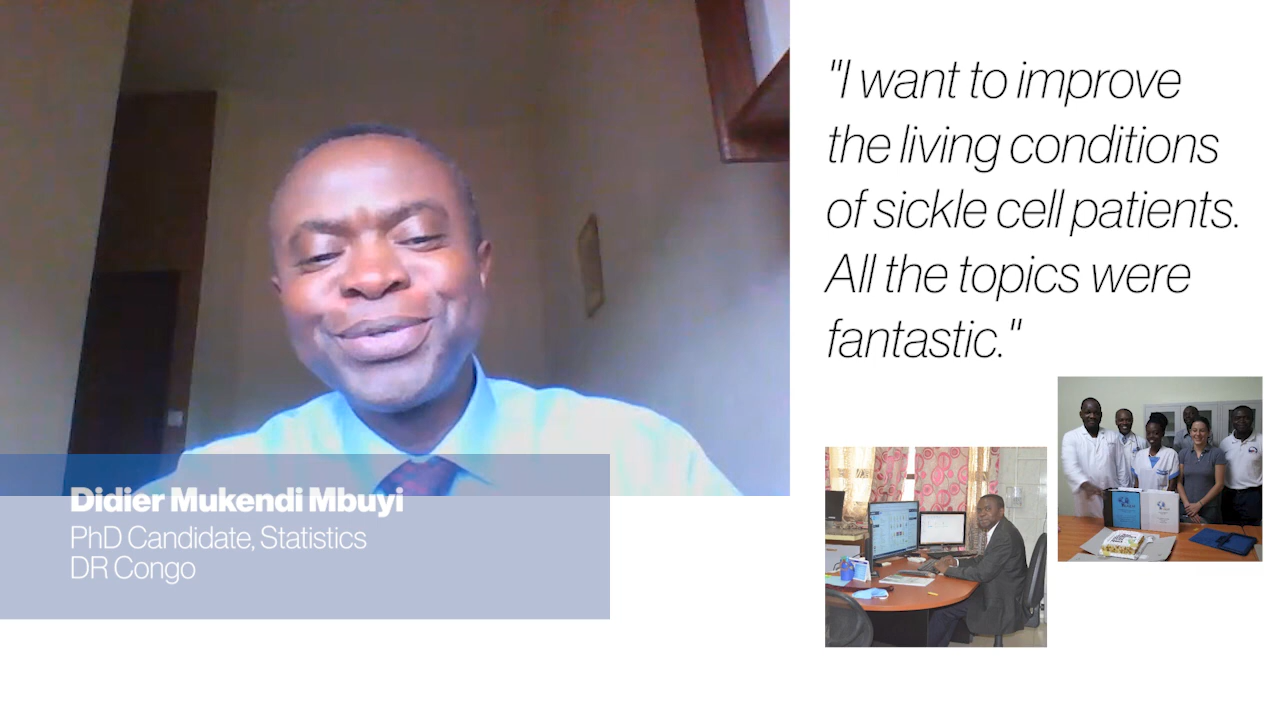 "I want to improve
the living conditions
of sickle cell patients.
All the topics were
fantastic."
Didier Mukendi Mbuyi
PhD Candidate, Statistics
DR Congo